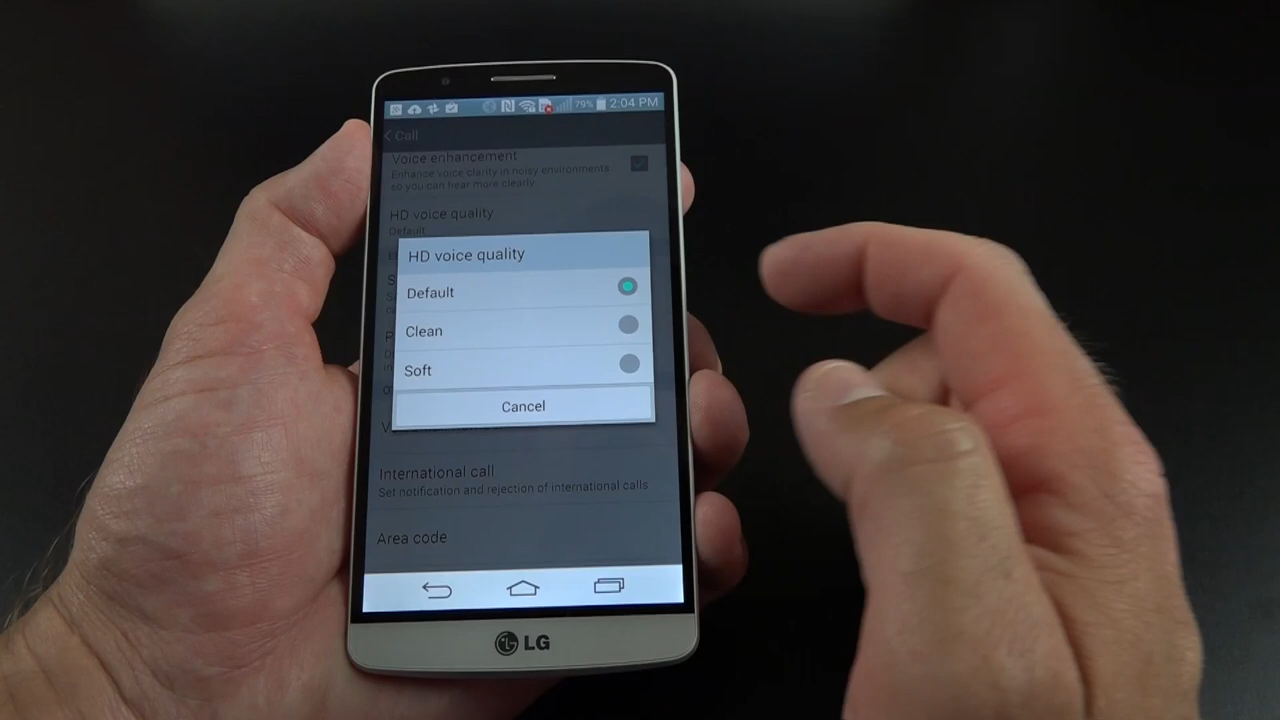 79% 2:04 PM
Call
Voice enhancement
Enhance voice clarity in noisy environments
so you can hear more clearly
HD voice quality
Default
HD voice quality
Default
Clean
Soft
Cancel
International call
Set notification and rejection of international calls
Area code
LG